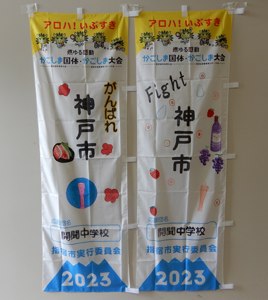 アロハ!いぶすき
燃ゆる感動
かごしま国体・かごしま大会
がんばれ
神戸市
開聞中学校
指宿市実行委員会
2023
アロハ!いぶすき
燃ゆる感動
かごしま国体・かごしま大会
Fight
神戸市
開聞中学校
指宿市実行委員会
2023